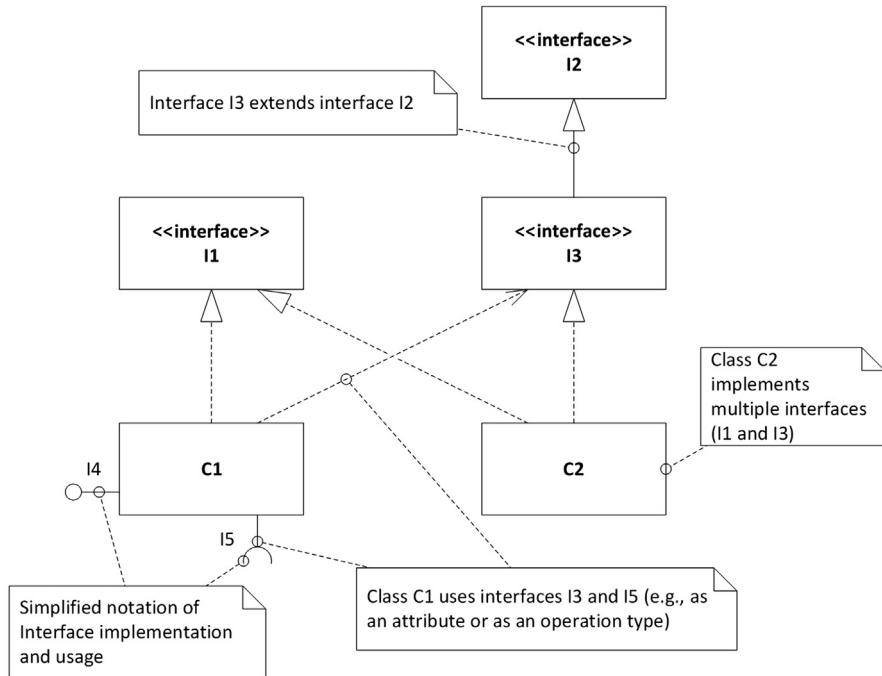 <<interface>>
I2
Interface I3 extends interface I2
<<interface>>
I1
<<interface>>
I3
Class C2
implements
multiple interfaces
(I1 and I3)
C1
C2
I4
I5
Simplified notation of
Interface implementation
and usage
Class C1 uses interfaces I3 and I5 (e.g., as
an attribute or as an operation type)